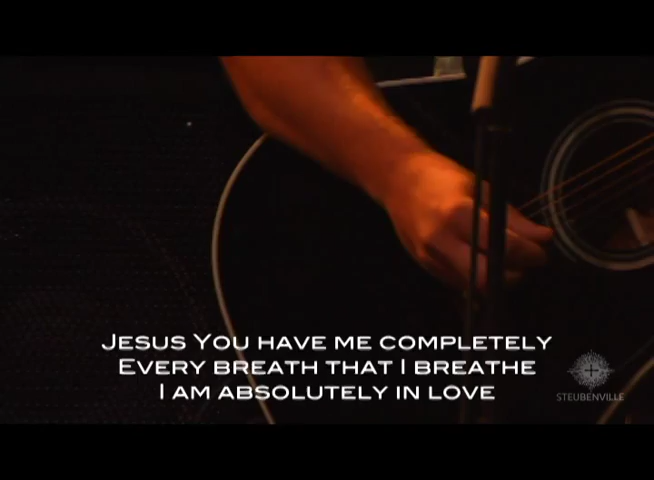 JESUS YOU HAVE ME COMPLETELY
EVERY BREATH THAT I BREATHE
I AM ABSOLUTELY IN LOVE
STEUBENVILLE